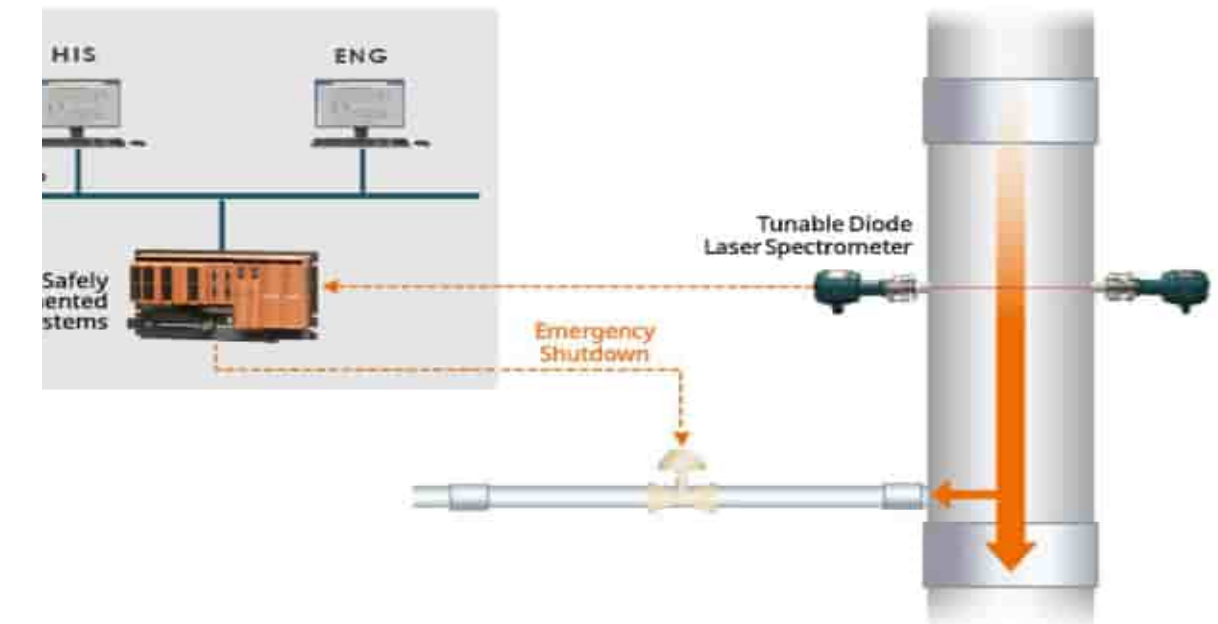 HIS
ENG
Tunable Diode
Laser Spectrometer
Safely
ented
stems
Emergency
Shutdown